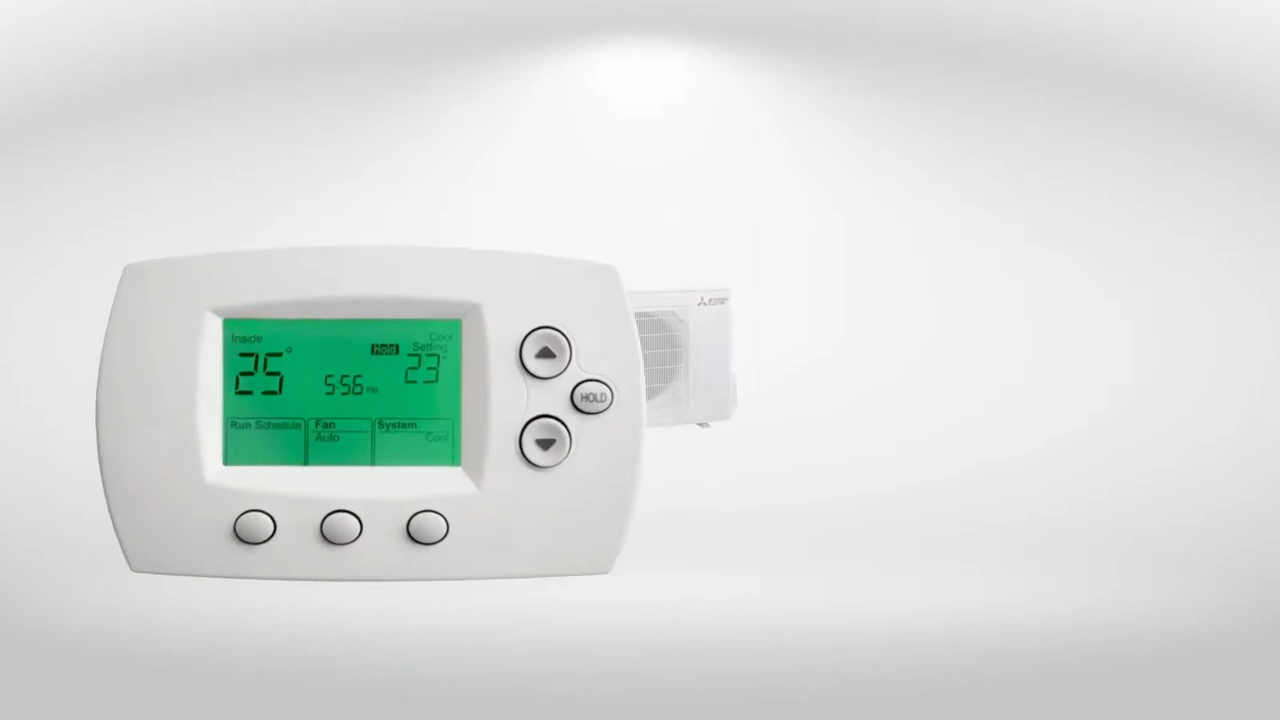 Inside
Cool
Hold
Setting
25°
23°
5:56 PM
Run Schedule
Fan
System
Auto
Cool
HOLD